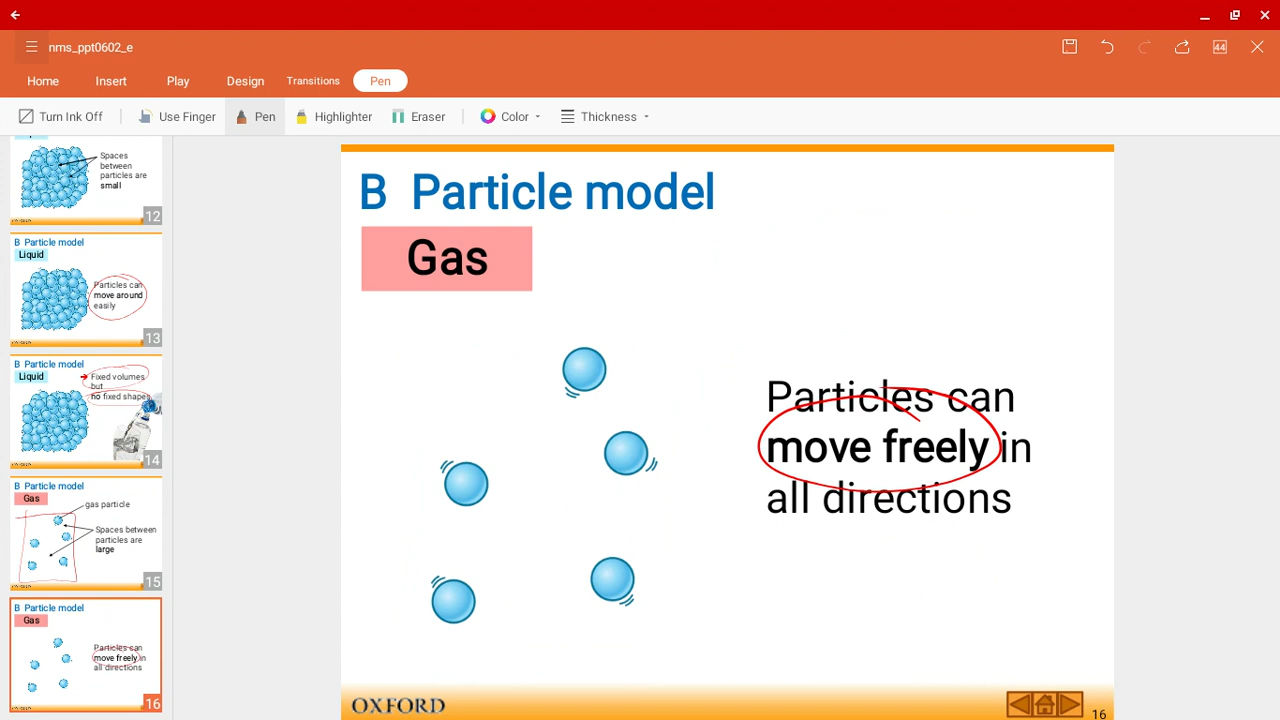 nms_ppt0602_e
44
Home Insert Play Design Transitions Pen
Turn Ink Off Use Finger Pen Highlighter Eraser Color Thickness
Spaces
between
particles are
small
12
B Particle model
Liquid
Particles can
move around
easily
13
B Particle model
Liquid
Fixed volumes
but
no fixed shapes
14
B Particle model
Gas
gas particle
Spaces between
particles are
large
15
B Particle model
Gas
Particles can
move freely in
all directions
16
B Particle model
Gas
Particles can
move freely in
all directions
OXFORD
16